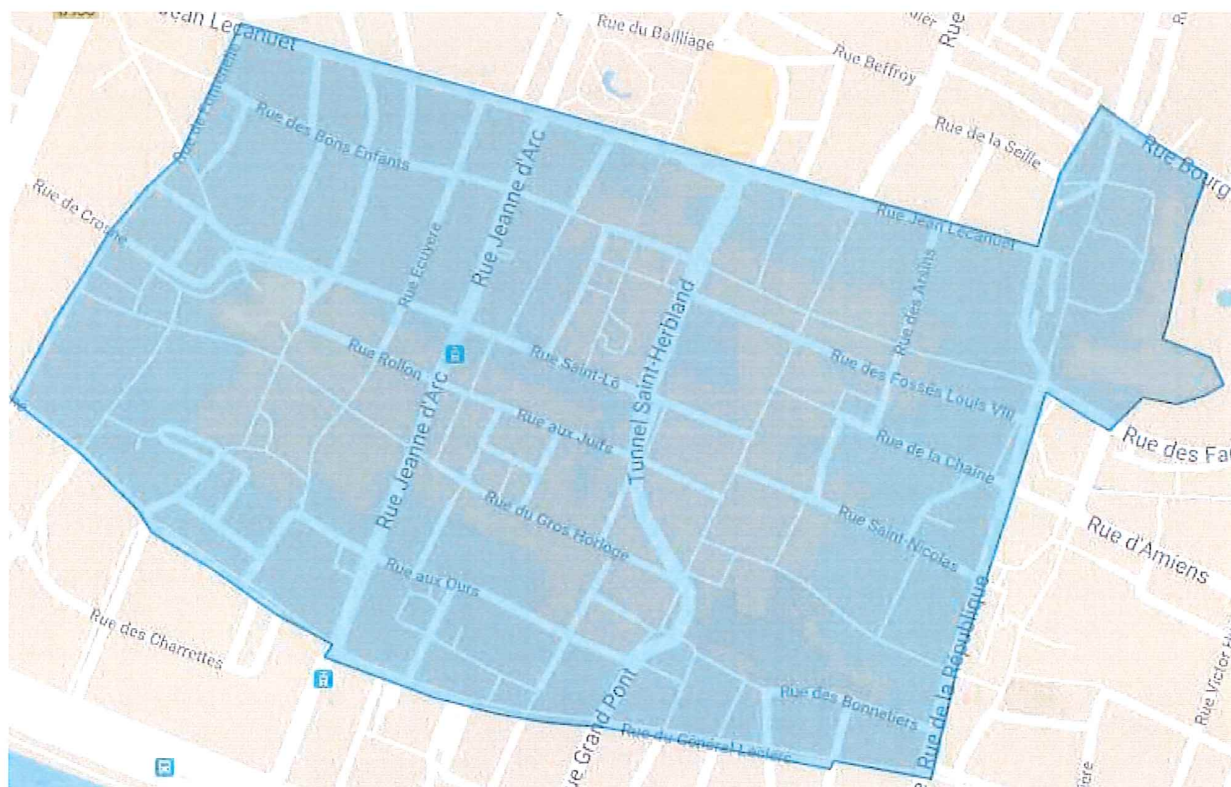 Jean Lecanuet
Rue du Bailliage
Rue Beffroy
Rue
Rue de la Seille
Rue Bourg
Rue des Bons Enfants
Rue Jeanne d'Arc
Rue Ecuyère
Rue de Crosne
Rue Jean Lecanuet
Rue des Arsins
Tunnel Saint-Herbland
Rue Rollon
Rue Saint-Lô
Rue des Fossés Louis VIII
Rue aux Juifs
Rue Jeanne d'Arc
Rue de la Chaîne
Rue des Fa
Rue du Gros Horloge
Rue Saint-Nicolas
Rue d'Amiens
Rue aux Ours
Rue des Charrettes
Rue de la République
Rue Victor H
Rue des Bonnetiers
Rue Grand Pont
Rue du Général Leclerc